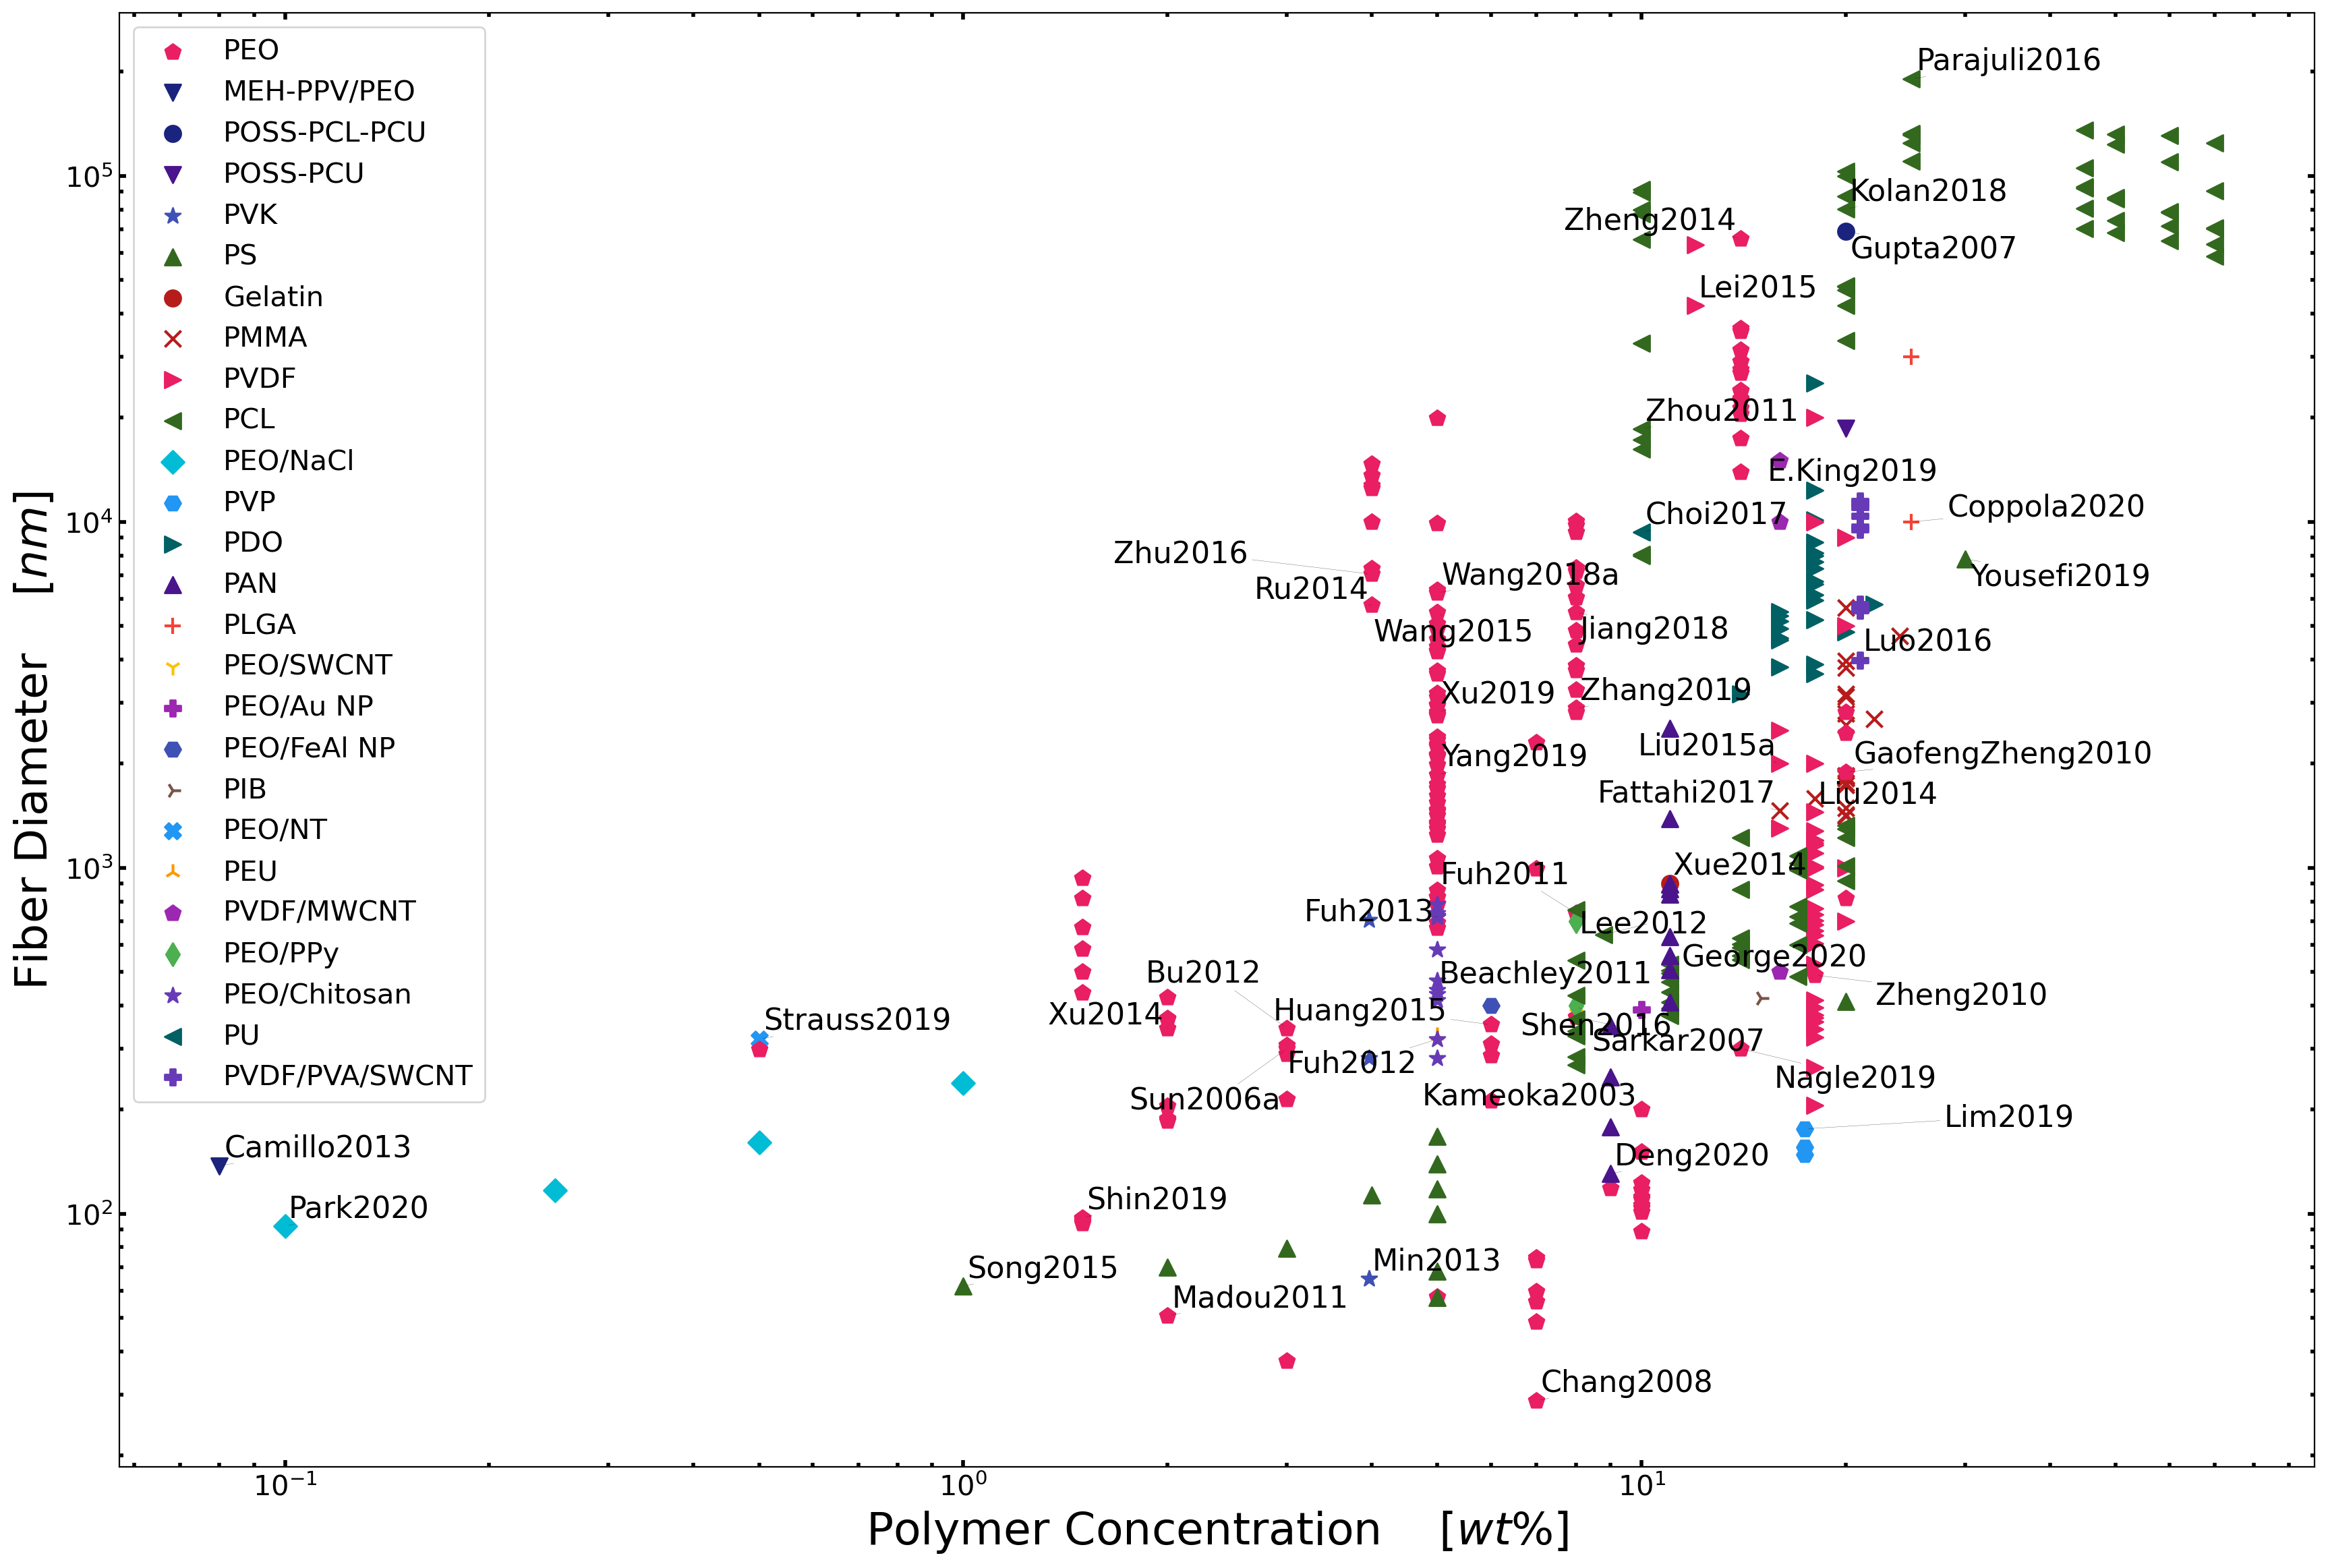 PEO
MEH-PPV/PEO
POSS-PCL-PCU
POSS-PCU
PVK
PS
Gelatin
PMMA
PVDF
PCL
PEO/NaCl
PVP
PDO
PAN
PLGA
PEO/SWCNT
PEO/Au NP
PEO/FeAl NP
PIB
PEO/NT
PEU
PVDF/MWCNT
PEO/PPy
PEO/Chitosan
PU
PVDF/PVA/SWCNT
Parajuli2016
Kolan2018
Zheng2014
Gupta2007
Lei2015
Zhou2011
E.King2019
Choi2017
Coppola2020
Zhu2016
Ru2014
Wang2018a
Yousefi2019
Wang2015
Jiang2018
Luo2016
Xu2019
Zhang2019
Yang2019
Liu2015a
GaofengZheng2010
Fattahi2017
Liu2014
Fuh2011
Xue2014
Fuh2013
Lee2012
George2020
Bu2012
Beachley2011
Zheng2010
Strauss2019
Xu2014
Huang2015
Shen2016
Sarkar2007
Fuh2012
Nagle2019
Sun2006a
Kameoka2003
Lim2019
Camillo2013
Deng2020
Park2020
Shin2019
Song2015
Min2013
Madou2011
Chang2008
10⁵
10⁴
10³
10²
Fiber Diameter [nm]
10⁻¹ 10⁰ 10¹
Polymer Concentration [wt%]